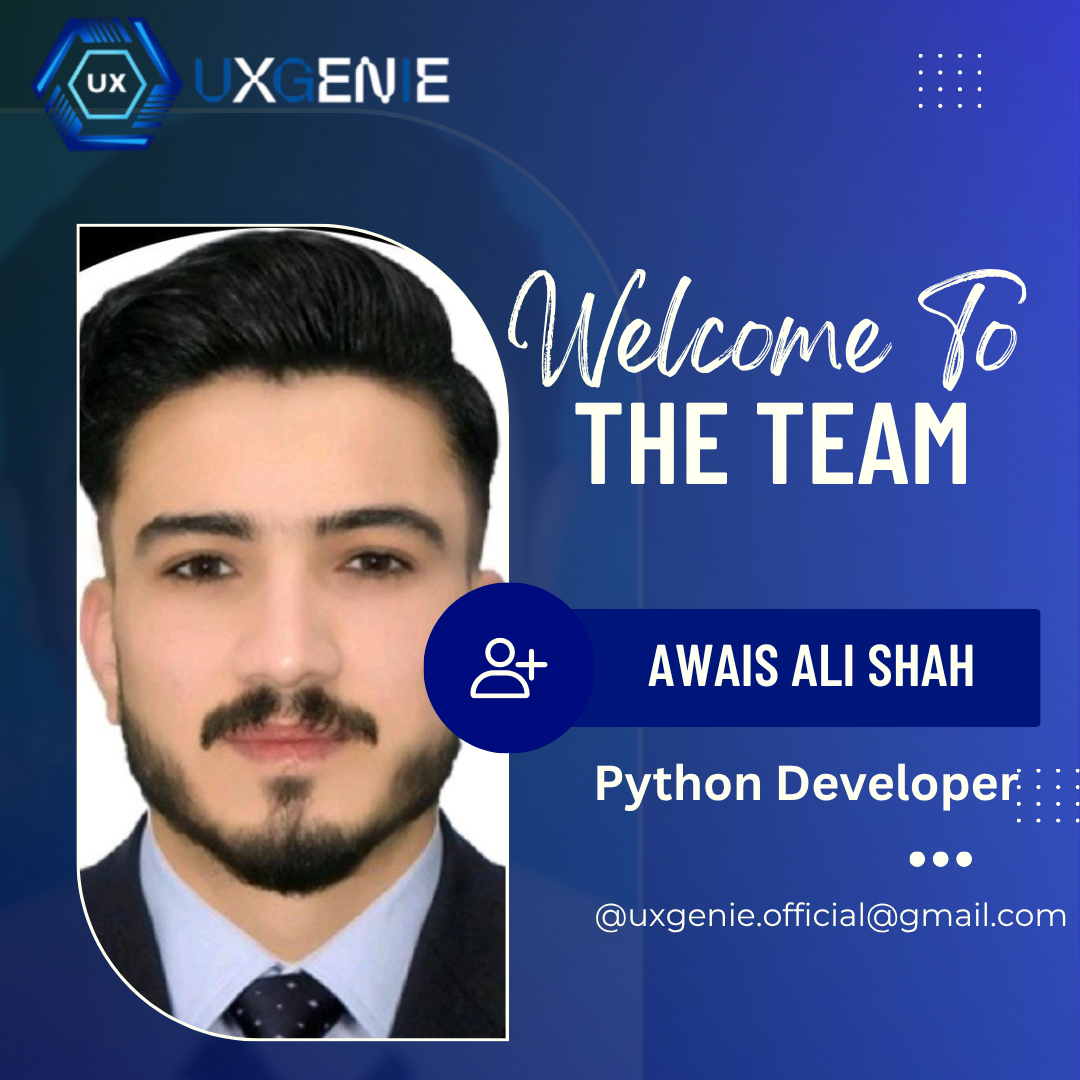 UX
UXGENIE
Welcome To
THE TEAM
AWAIS ALI SHAH
Python Developer
@uxgenie.official@gmail.com